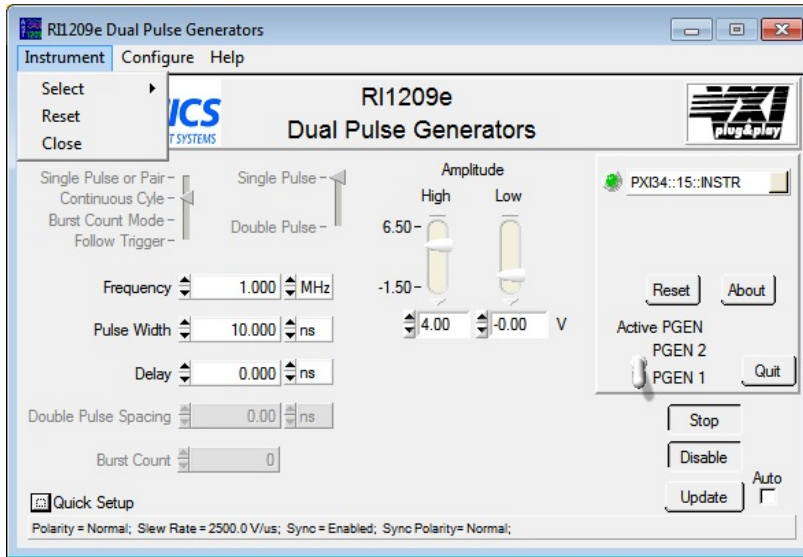 RI1209e Dual Pulse Generators
Instrument Configure Help
Select
Reset
Close
ICS
T SYSTEMS
RI1209e
Dual Pulse Generators
VXI
plug&play
Single Pulse or Pair
Continuous Cyle
Burst Count Mode
Follow Trigger
Single Pulse
Double Pulse
Amplitude
High Low
6.50
-1.50
4.00 -0.00 V
PXI34::15::INSTR
Reset About
Active PGEN
PGEN 2
PGEN 1
Quit
Frequency 1.000 MHz
Pulse Width 10.000 ns
Delay 0.000 ns
Double Pulse Spacing 0.00 ns
Burst Count 0
Stop
Disable
Update
Auto
Quick Setup
Polarity = Normal; Slew Rate = 2500.0 V/us; Sync = Enabled; Sync Polarity= Normal;